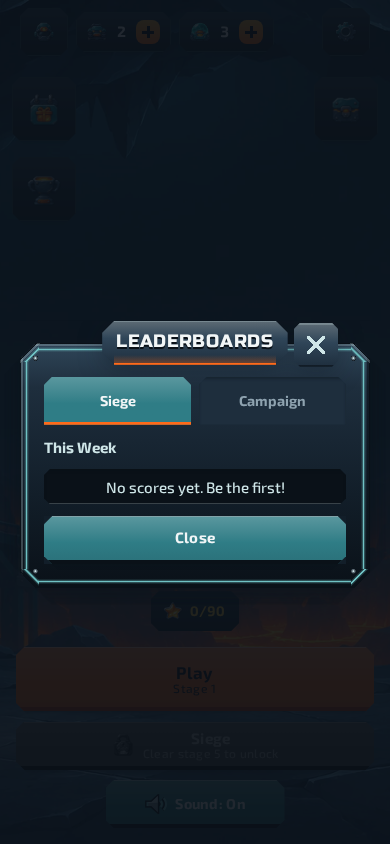 2
3
LEADERBOARDS
Siege
Campaign
This Week
No scores yet. Be the first!
Close
0/90
Play
Stage 1
Siege
Clear stage 5 to unlock
Sound: On